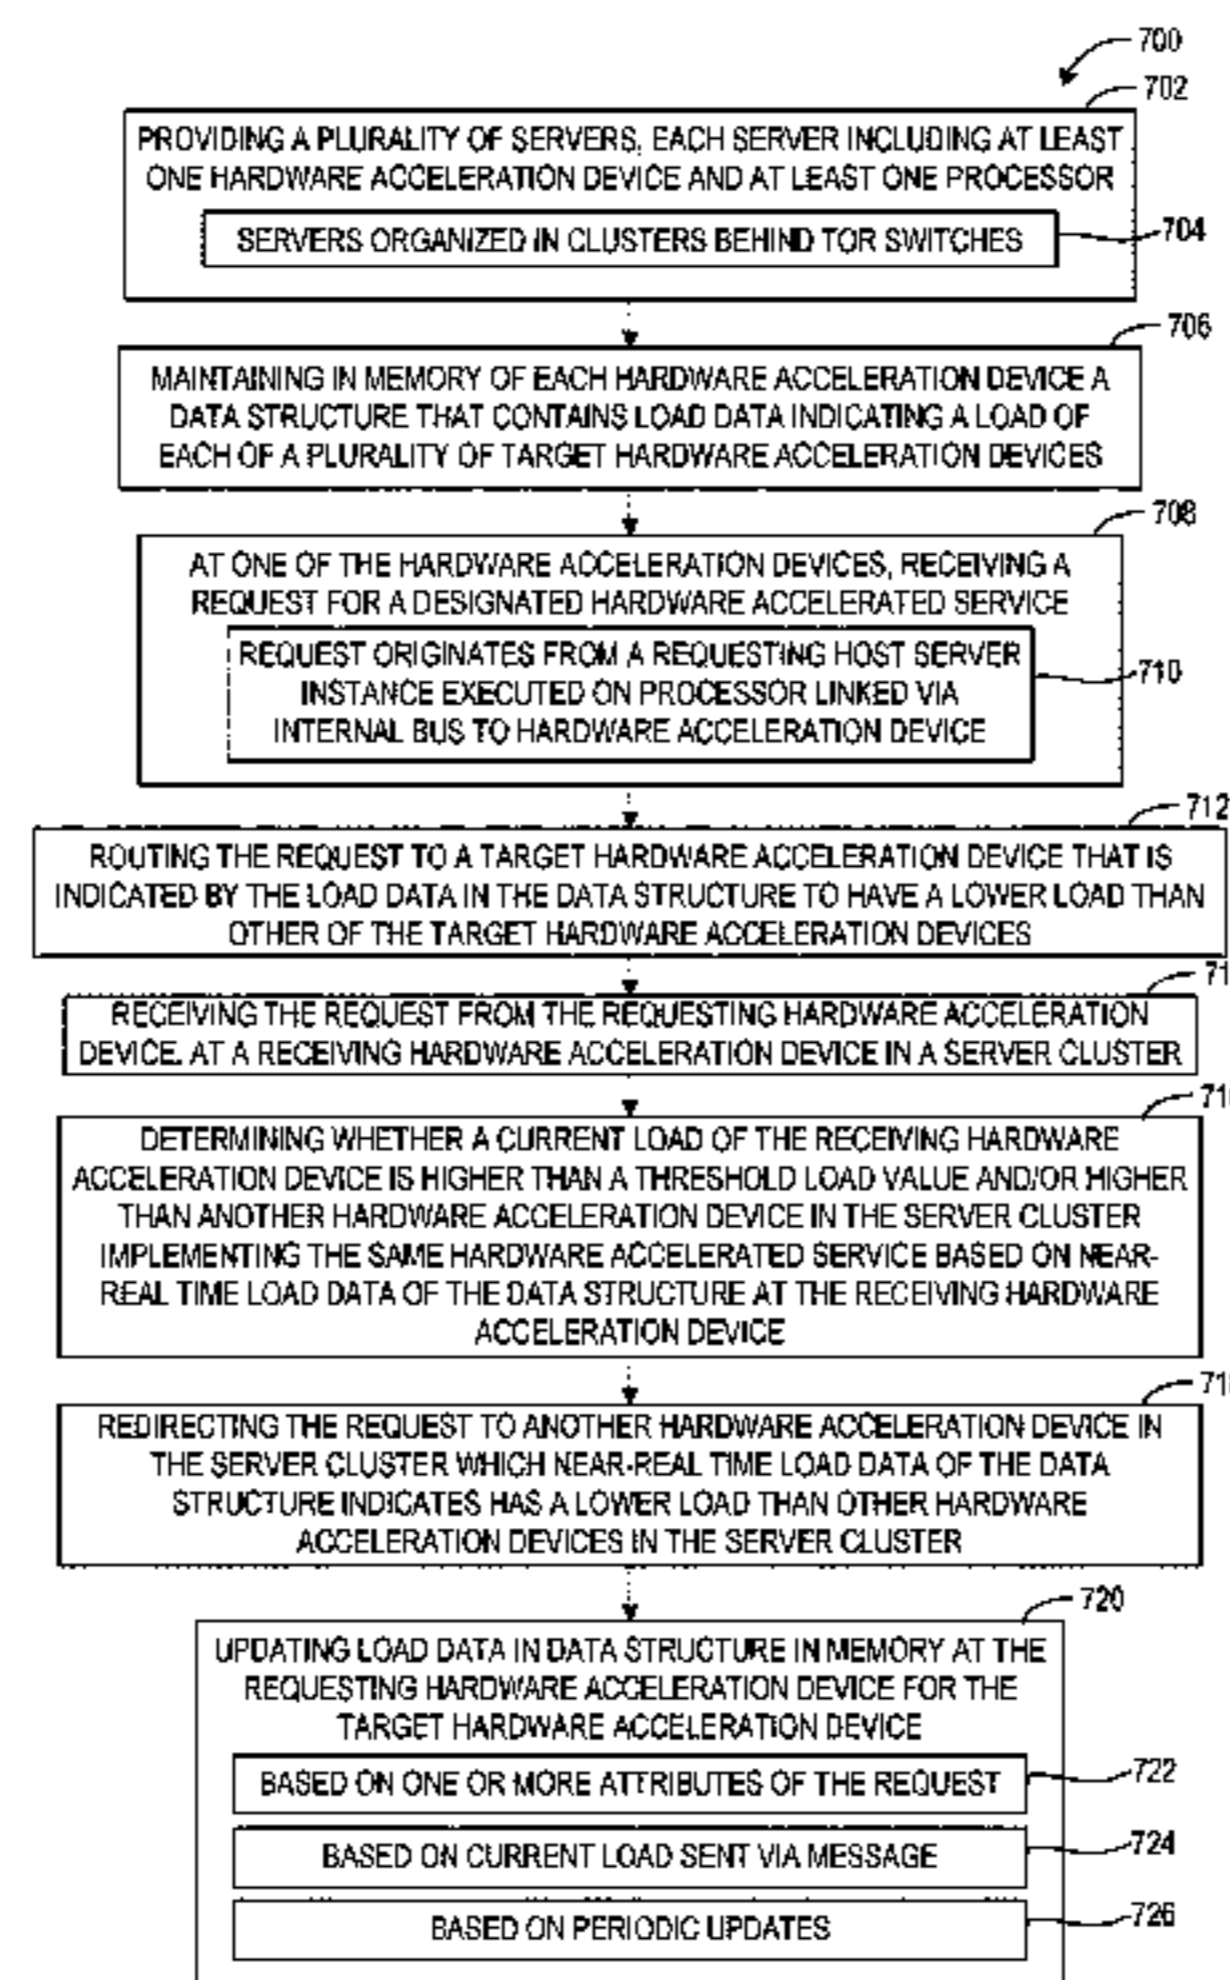 700
702
PROVIDING A PLURALITY OF SERVERS, EACH SERVER INCLUDING AT LEAST
ONE HARDWARE ACCELERATION DEVICE AND AT LEAST ONE PROCESSOR
SERVERS ORGANIZED IN CLUSTERS BEHIND TOR SWITCHES
704
706
MAINTAINING IN MEMORY OF EACH HARDWARE ACCELERATION DEVICE A
DATA STRUCTURE THAT CONTAINS LOAD DATA INDICATING A LOAD OF
EACH OF A PLURALITY OF TARGET HARDWARE ACCELERATION DEVICES
708
AT ONE OF THE HARDWARE ACCELERATION DEVICES, RECEIVING A
REQUEST FOR A DESIGNATED HARDWARE ACCELERATED SERVICE
REQUEST ORIGINATES FROM A REQUESTING HOST SERVER
INSTANCE EXECUTED ON PROCESSOR LINKED VIA
INTERNAL BUS TO HARDWARE ACCELERATION DEVICE
710
712
ROUTING THE REQUEST TO A TARGET HARDWARE ACCELERATION DEVICE THAT IS
INDICATED BY THE LOAD DATA IN THE DATA STRUCTURE TO HAVE A LOWER LOAD THAN
OTHER OF THE TARGET HARDWARE ACCELERATION DEVICES
71
RECEIVING THE REQUEST FROM THE REQUESTING HARDWARE ACCELERATION
DEVICE, AT A RECEIVING HARDWARE ACCELERATION DEVICE IN A SERVER CLUSTER
71
DETERMINING WHETHER A CURRENT LOAD OF THE RECEIVING HARDWARE
ACCELERATION DEVICE IS HIGHER THAN A THRESHOLD LOAD VALUE AND/OR HIGHER
THAN ANOTHER HARDWARE ACCELERATION DEVICE IN THE SERVER CLUSTER
IMPLEMENTING THE SAME HARDWARE ACCELERATED SERVICE BASED ON NEAR-
REAL TIME LOAD DATA OF THE DATA STRUCTURE AT THE RECEIVING HARDWARE
ACCELERATION DEVICE
71
REDIRECTING THE REQUEST TO ANOTHER HARDWARE ACCELERATION DEVICE IN
THE SERVER CLUSTER WHICH NEAR-REAL TIME LOAD DATA OF THE DATA
STRUCTURE INDICATES HAS A LOWER LOAD THAN OTHER HARDWARE
ACCELERATION DEVICES IN THE SERVER CLUSTER
720
UPDATING LOAD DATA IN DATA STRUCTURE IN MEMORY AT THE
REQUESTING HARDWARE ACCELERATION DEVICE FOR THE
TARGET HARDWARE ACCELERATION DEVICE
BASED ON ONE OR MORE ATTRIBUTES OF THE REQUEST
722
BASED ON CURRENT LOAD SENT VIA MESSAGE
724
BASED ON PERIODIC UPDATES
726